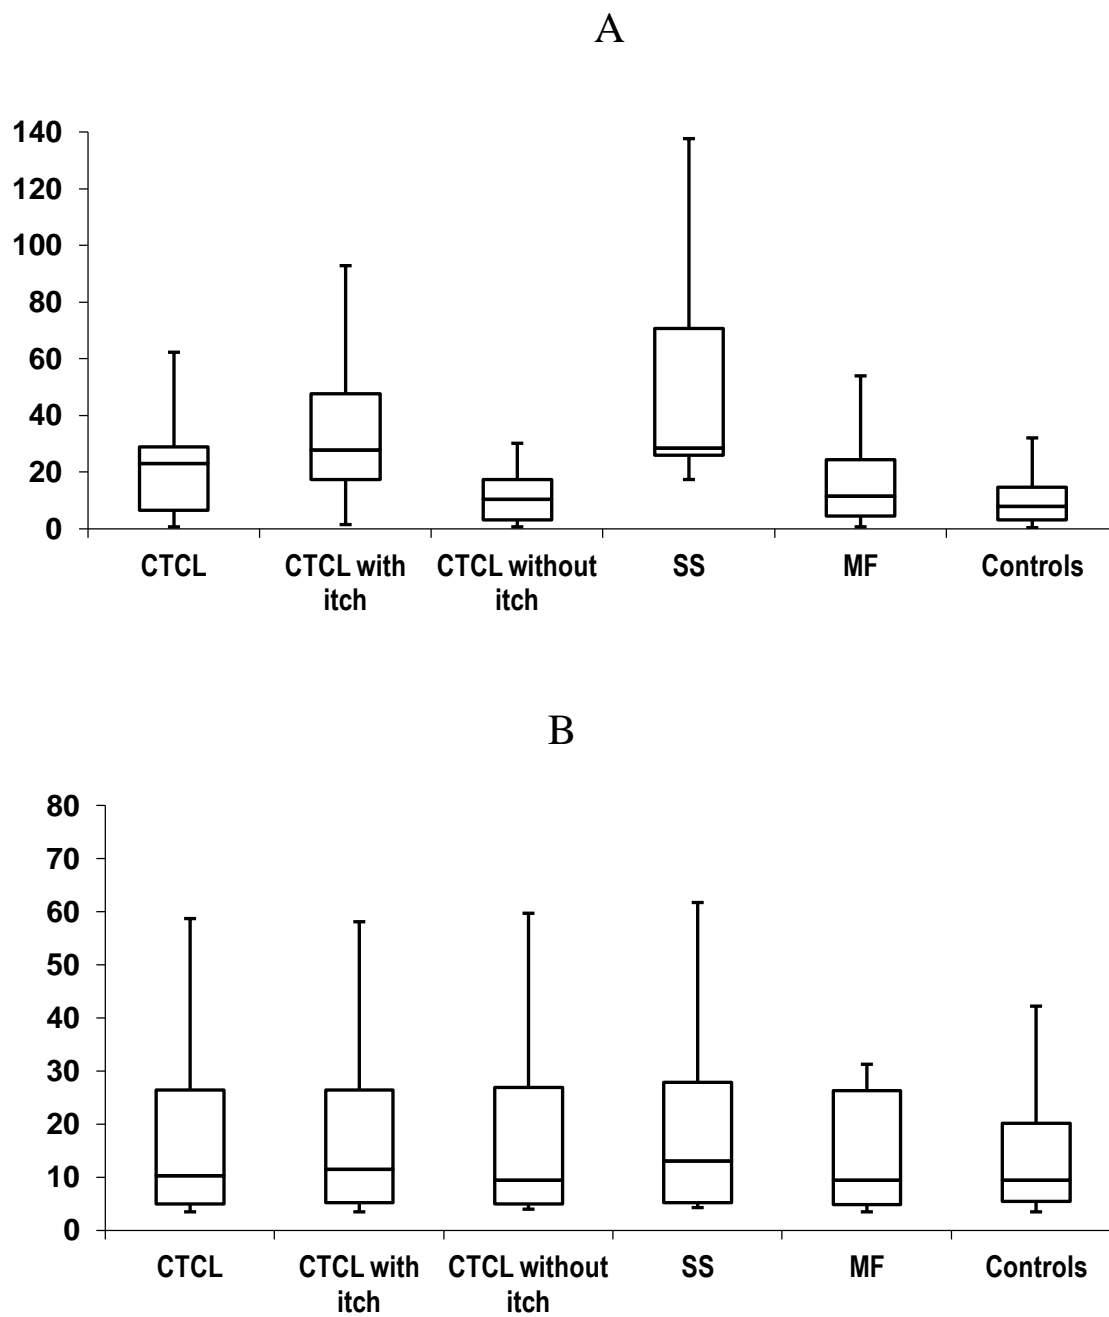 A
140
120
100
80
60
40
20
0
CTCL
CTCL with
itch
CTCL without
itch
SS
MF
Controls
B
80
70
60
50
40
30
20
10
0
CTCL
CTCL with
itch
CTCL without
itch
SS
MF
Controls